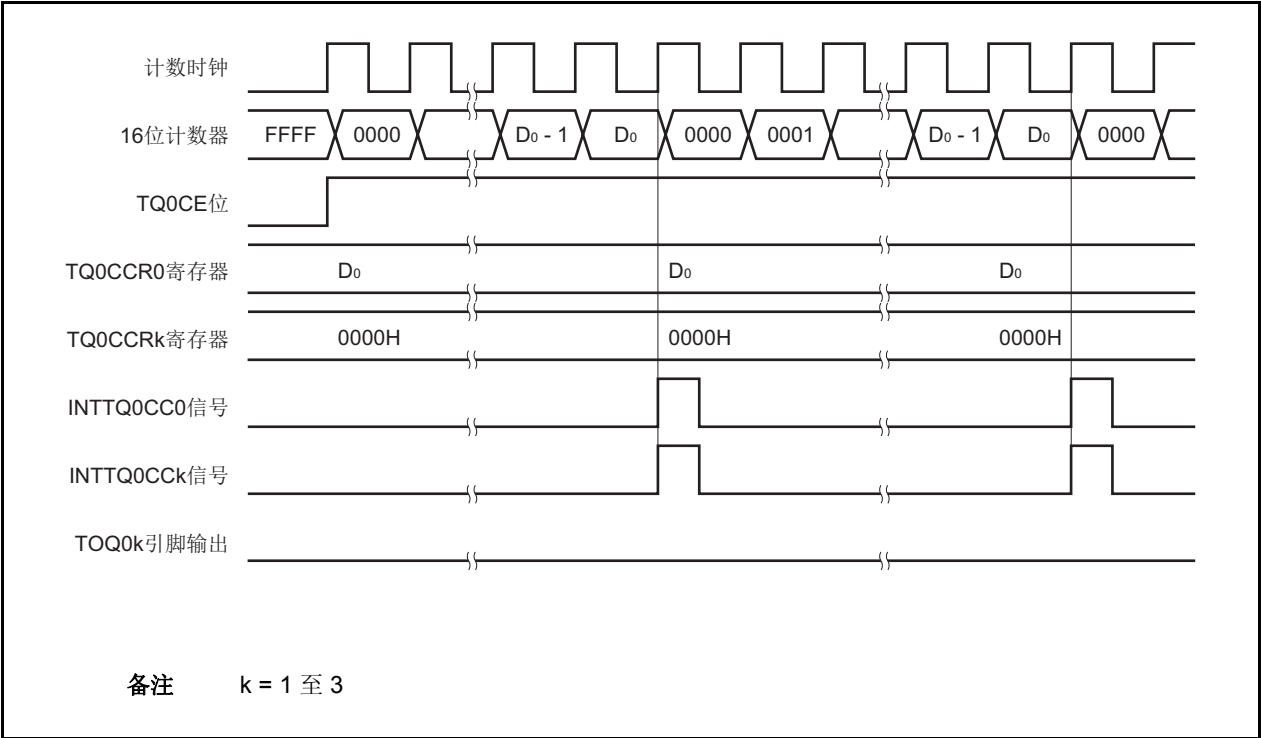 计数时钟
16位计数器 FFFF 0000 D0 - 1 D0 0000 0001 D0 - 1 D0 0000
TQ0CE位
TQ0CCR0寄存器 D0 D0 D0
TQ0CCRk寄存器 0000H 0000H 0000H
INTTQ0CC0信号
INTTQ0CCk信号
TOQ0k引脚输出
备注 k = 1 至 3